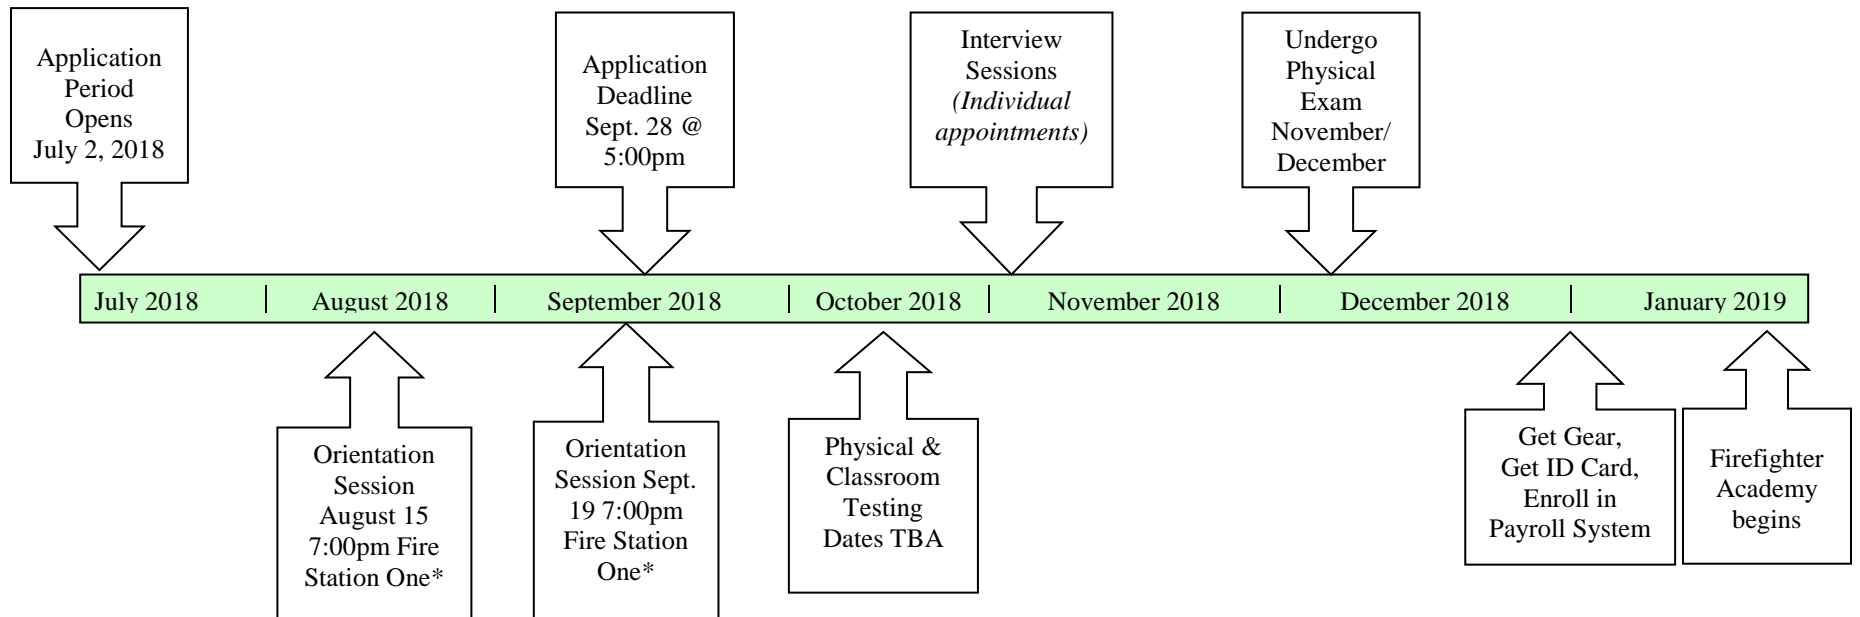 Application
Period
Opens
July 2, 2018
Application
Deadline
Sept. 28 @
5:00pm
Interview
Sessions
(Individual
appointments)
Undergo
Physical
Exam
November/
December
July 2018
August 2018
September 2018
October 2018
November 2018
December 2018
January 2019
Orientation
Session
August 15
7:00pm Fire
Station One*
Orientation
Session Sept.
19 7:00pm
Fire Station
One*
Physical &
Classroom
Testing
Dates TBA
Get Gear,
Get ID Card,
Enroll in
Payroll System
Firefighter
Academy
begins